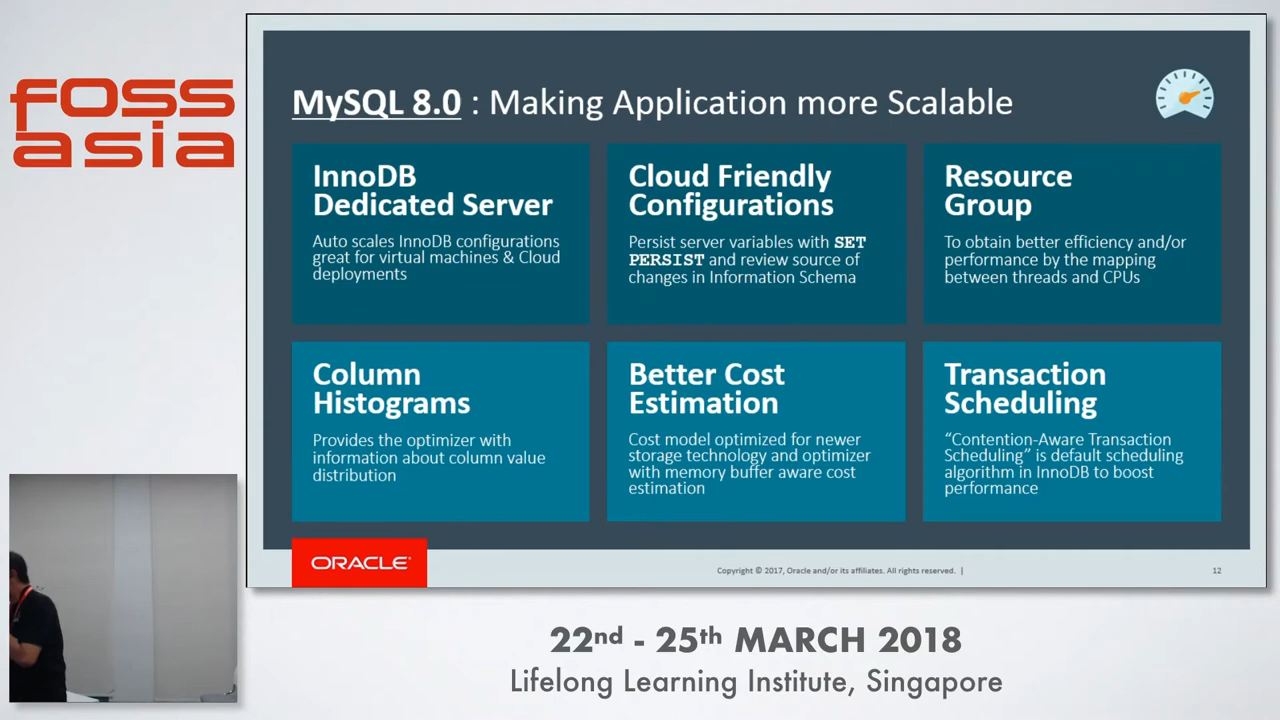 foss
asia
MySQL 8.0 : Making Application more Scalable
InnoDB
Dedicated Server
Auto scales InnoDB configurations
great for virtual machines & Cloud
deployments
Cloud Friendly
Configurations
Persist server variables with SET
PERSIST and review source of
changes in Information Schema
Resource
Group
To obtain better efficiency and/or
performance by the mapping
between threads and CPUs
Column
Histograms
Provides the optimizer with
information about column value
distribution
Better Cost
Estimation
Cost model optimized for newer
storage technology and optimizer
with memory buffer aware cost
estimation
Transaction
Scheduling
“Contention-Aware Transaction
Scheduling” is default scheduling
algorithm in InnoDB to boost
performance
ORACLE®
Copyright © 2017, Oracle and/or its affiliates. All rights reserved. |
12
22nd - 25th MARCH 2018
Lifelong Learning Institute, Singapore